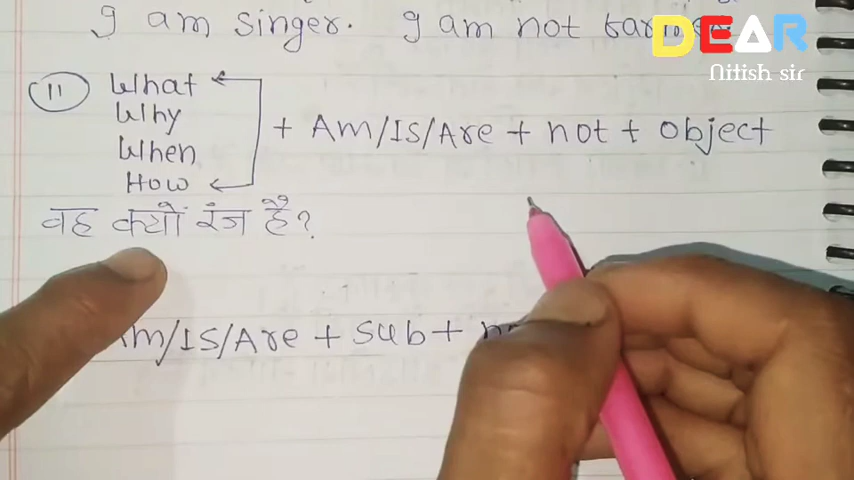 I am singer. I am not
DEAR
Nitish sir
11 What
Why
When
How
+ Am/Is/Are + not + object
वह क्यों रंज है?
Am/Is/Are + sub +